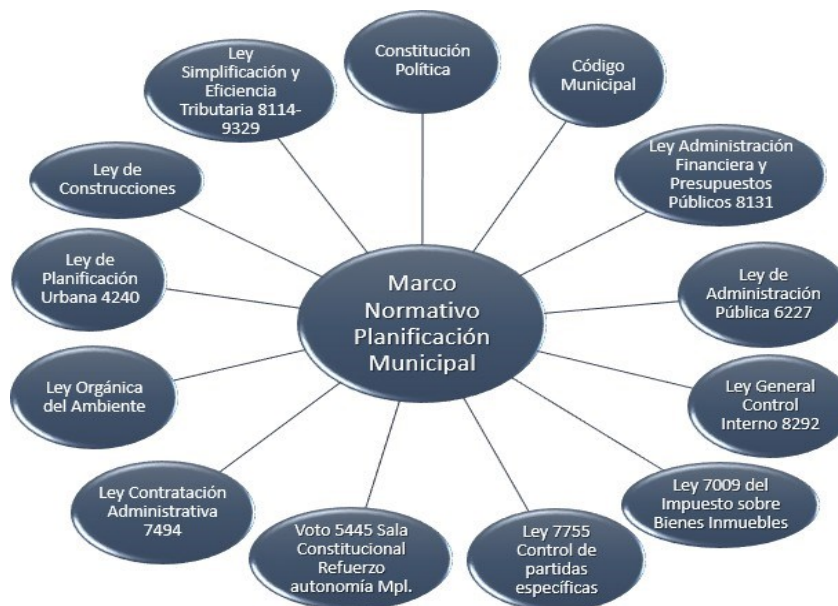 Marco
Normativo
Planificación
Municipal
Constitución
Política
Código
Municipal
Ley Administración
Financiera y
Presupuestos
Públicos 8131
Ley de
Administración
Pública 6227
Ley General
Control
Interno 8292
Ley 7009 del
Impuesto sobre
Bienes Inmuebles
Ley 7755
Control de
partidas
específicas
Voto 5445 Sala
Constitucional
Refuerzo
autonomía Mpl.
Ley Contratación
Administrativa
7494
Ley Orgánica
del Ambiente
Ley de
Planificación
Urbana 4240
Ley de
Construcciones
Ley
Simplificación y
Eficiencia
Tributaria 8114-
9329